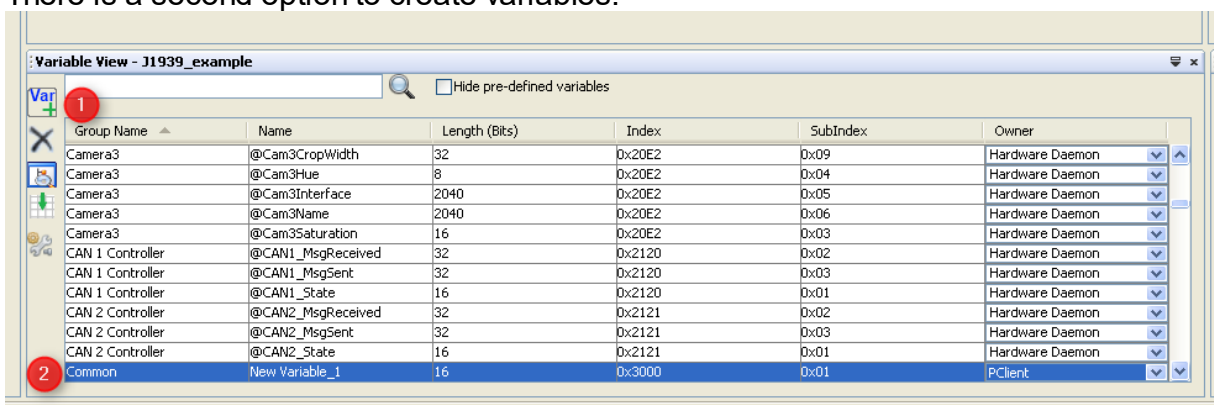 There is a second option to create variables.
Variable View - J1939_example
Var
Hide pre-defined variables
1
Group Name Name Length (Bits) Index SubIndex Owner
Camera3 @Cam3CropWidth 32 0x20E2 0x09 Hardware Daemon
Camera3 @Cam3Hue 8 0x20E2 0x04 Hardware Daemon
Camera3 @Cam3Interface 2040 0x20E2 0x05 Hardware Daemon
Camera3 @Cam3Name 2040 0x20E2 0x06 Hardware Daemon
Camera3 @Cam3Saturation 16 0x20E2 0x03 Hardware Daemon
CAN 1 Controller @CAN1_MsgReceived 32 0x2120 0x02 Hardware Daemon
CAN 1 Controller @CAN1_MsgSent 32 0x2120 0x03 Hardware Daemon
CAN 1 Controller @CAN1_State 16 0x2120 0x01 Hardware Daemon
CAN 2 Controller @CAN2_MsgReceived 32 0x2121 0x02 Hardware Daemon
CAN 2 Controller @CAN2_MsgSent 32 0x2121 0x03 Hardware Daemon
CAN 2 Controller @CAN2_State 16 0x2121 0x01 Hardware Daemon
2 Common New Variable_1 16 0x3000 0x01 PClient